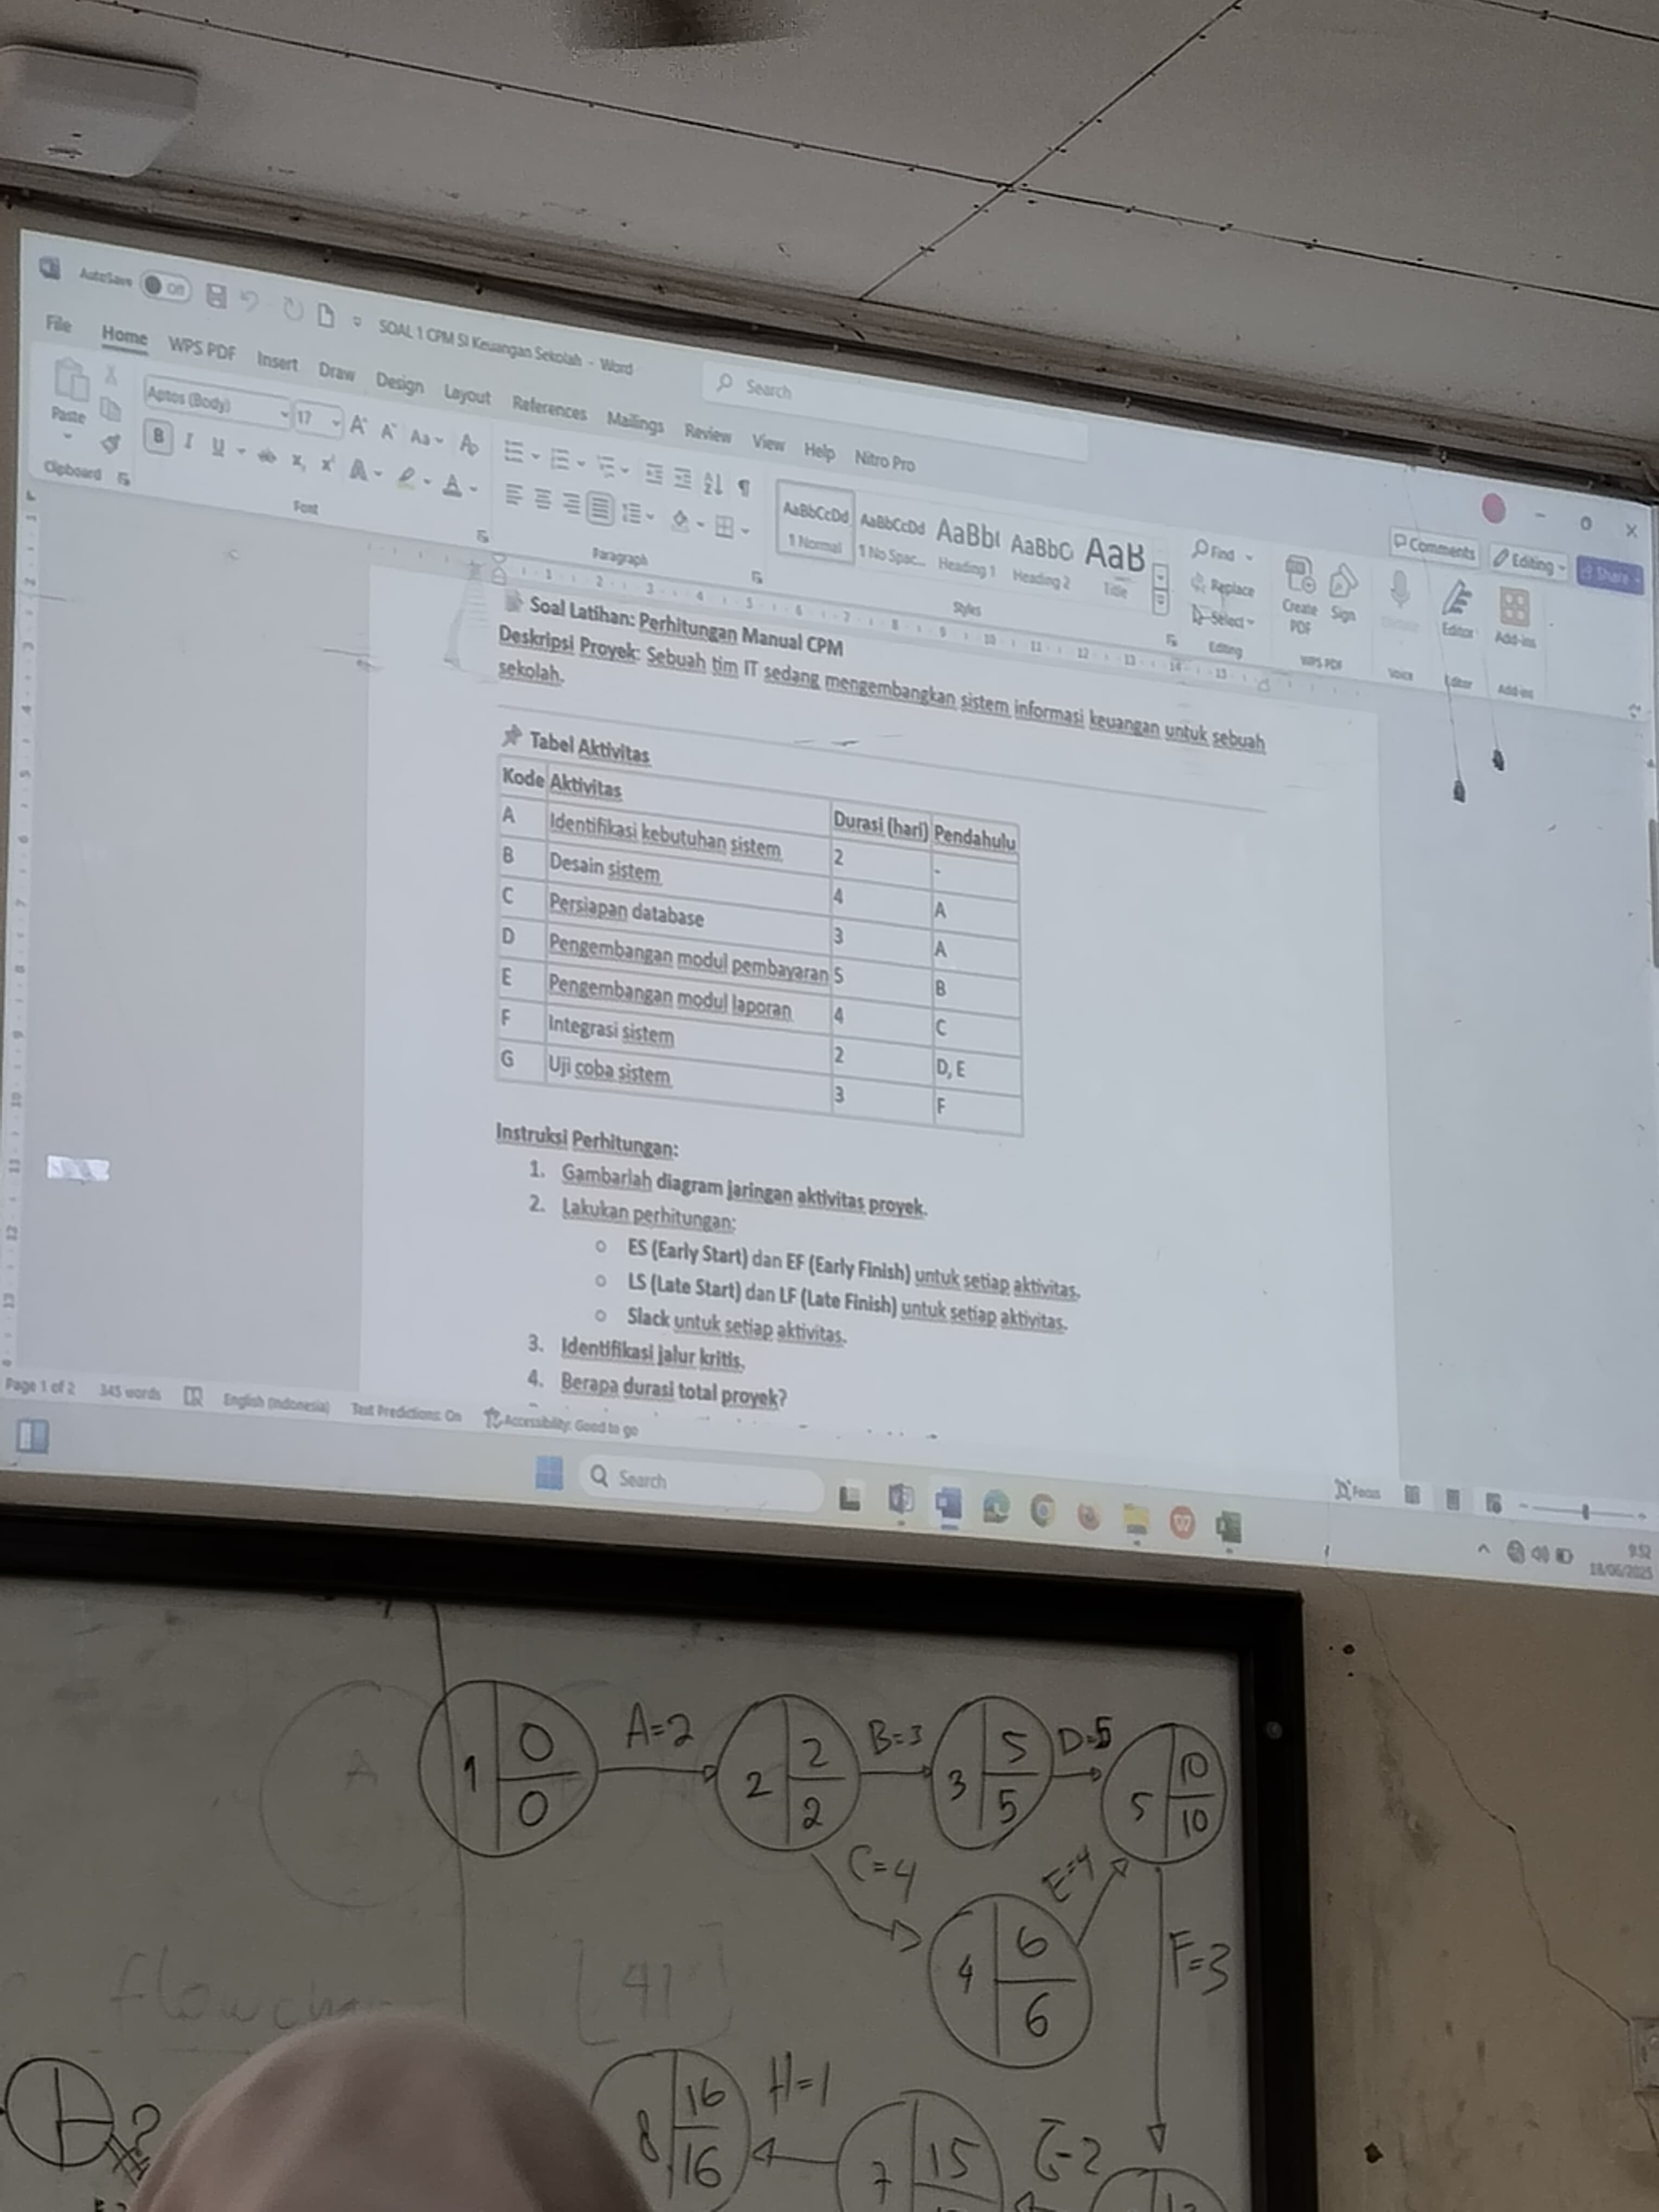 AutoSave Off SOAL 1 CPM SI Keuangan Sekolah - Word Search
File Home WPS PDF Insert Draw Design Layout References Mailings Review View Help Nitro Pro
Comments Editing Share
Paste Aptos (Body) 17
Clipboard Font Paragraph Styles Editing WPS PDF Voice Editor Add-ins
AaBbCcDd AaBbCcDd AaBb( AaBbC AaB
1 Normal 1 No Spac... Heading 1 Heading 2 Title
Find Replace Select
Create PDF Sign Editor Add-ins
Soal Latihan: Perhitungan Manual CPM
Deskripsi Proyek: Sebuah tim IT sedang mengembangkan sistem informasi keuangan untuk sebuah
sekolah.
Tabel Aktivitas
Kode Aktivitas Durasi (hari) Pendahulu
A Identifikasi kebutuhan sistem 2 -
B Desain sistem 4 A
C Persiapan database 3 A
D Pengembangan modul pembayaran 5 B
E Pengembangan modul laporan 4 C
F Integrasi sistem 2 D, E
G Uji coba sistem 3 F
Instruksi Perhitungan:
1. Gambarlah diagram jaringan aktivitas proyek.
2. Lakukan perhitungan:
o ES (Early Start) dan EF (Early Finish) untuk setiap aktivitas.
o LS (Late Start) dan LF (Late Finish) untuk setiap aktivitas.
o Slack untuk setiap aktivitas.
3. Identifikasi jalur kritis.
4. Berapa durasi total proyek?
Page 1 of 2 345 words English (Indonesia) Text Predictions: On Accessibility: Good to go
Focus
Search
9:52
18/06/2025
A
1 0 0 A=2 2 2 2 B=3 3 5 5 D=5 5 10 10
C=4 E=4
4 6 6 F=3
[41]
8 16 16 H=1 7 15
?